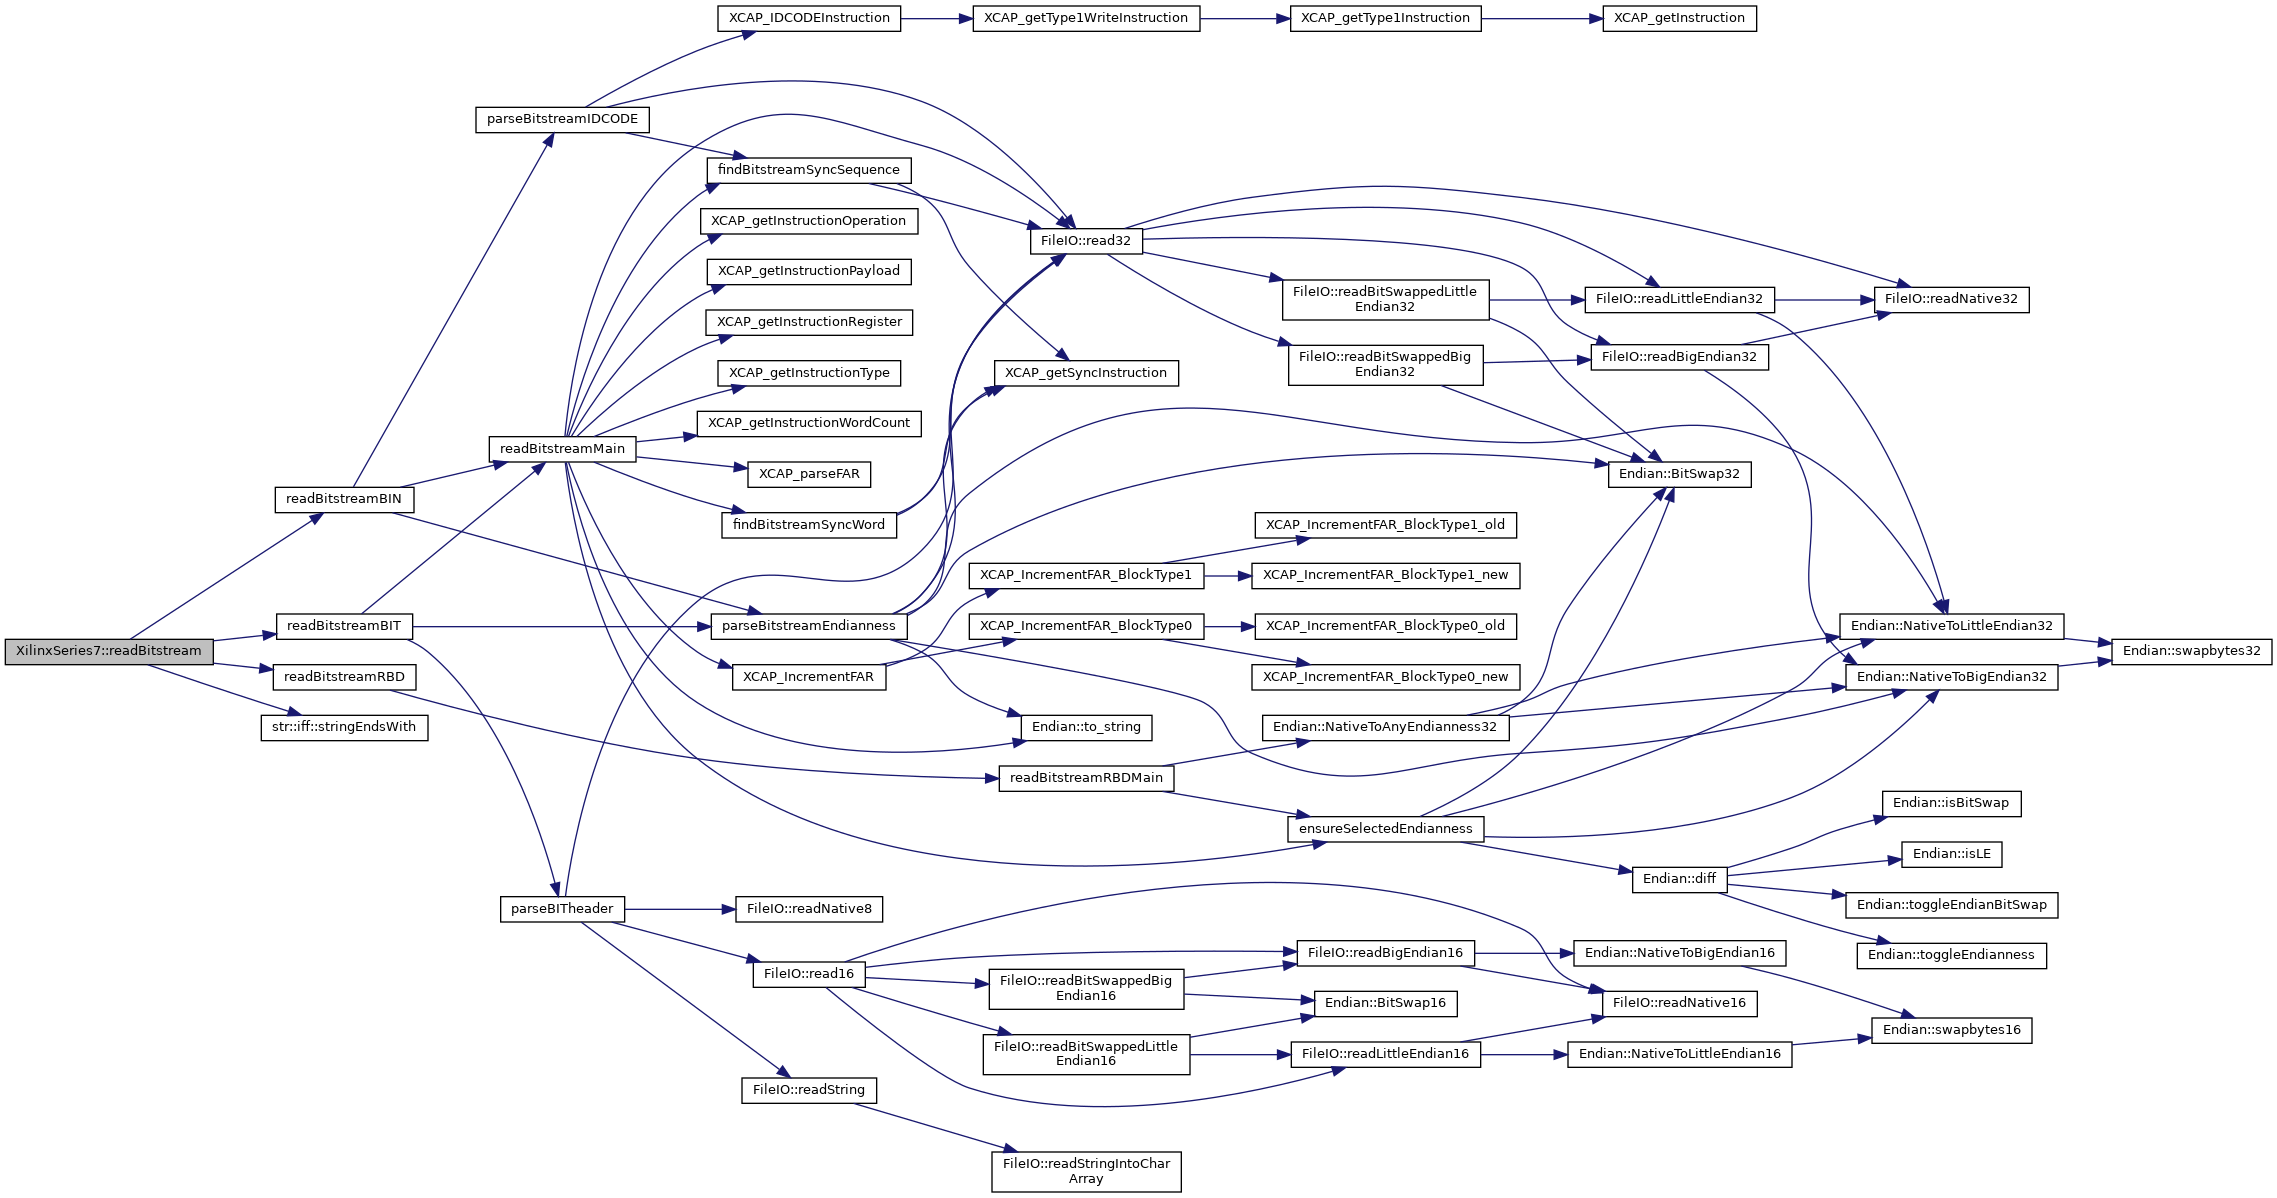 XilinxSeries7::readBitstream
readBitstreamBIN
readBitstreamBIT
readBitstreamRBD
str::iff::stringEndsWith
parseBitstreamIDCODE
readBitstreamMain
parseBITheader
XCAP_IDCODEInstruction
findBitstreamSyncSequence
XCAP_getInstructionOperation
XCAP_getInstructionPayload
XCAP_getInstructionRegister
XCAP_getInstructionType
XCAP_getInstructionWordCount
XCAP_parseFAR
findBitstreamSyncWord
parseBitstreamEndianness
XCAP_IncrementFAR
FileIO::readNative8
FileIO::read16
FileIO::readString
XCAP_getType1WriteInstruction
FileIO::read32
XCAP_getSyncInstruction
XCAP_IncrementFAR_BlockType1
XCAP_IncrementFAR_BlockType0
Endian::to_string
readBitstreamRBDMain
FileIO::readBitSwappedBig
Endian16
FileIO::readBitSwappedLittle
Endian16
FileIO::readStringIntoChar
Array
XCAP_getType1Instruction
FileIO::readBitSwappedLittle
Endian32
FileIO::readBitSwappedBig
Endian32
XCAP_IncrementFAR_BlockType1_old
XCAP_IncrementFAR_BlockType1_new
XCAP_IncrementFAR_BlockType0_old
XCAP_IncrementFAR_BlockType0_new
Endian::NativeToAnyEndianness32
ensureSelectedEndianness
FileIO::readBigEndian16
Endian::BitSwap16
FileIO::readLittleEndian16
XCAP_getInstruction
FileIO::readLittleEndian32
FileIO::readBigEndian32
Endian::BitSwap32
Endian::diff
Endian::NativeToBigEndian16
FileIO::readNative16
Endian::NativeToLittleEndian16
FileIO::readNative32
Endian::NativeToLittleEndian32
Endian::NativeToBigEndian32
Endian::isBitSwap
Endian::isLE
Endian::toggleEndianBitSwap
Endian::toggleEndianness
Endian::swapbytes16
Endian::swapbytes32